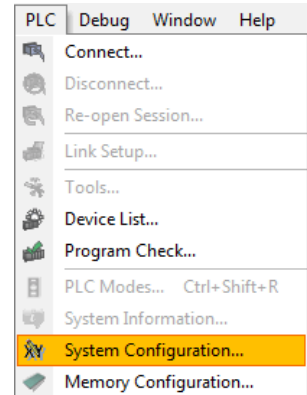 PLC Debug Window Help
Connect...
Disconnect...
Re-open Session...
Link Setup...
Tools...
Device List...
Program Check...
PLC Modes... Ctrl+Shift+R
System Information...
XY System Configuration...
Memory Configuration...